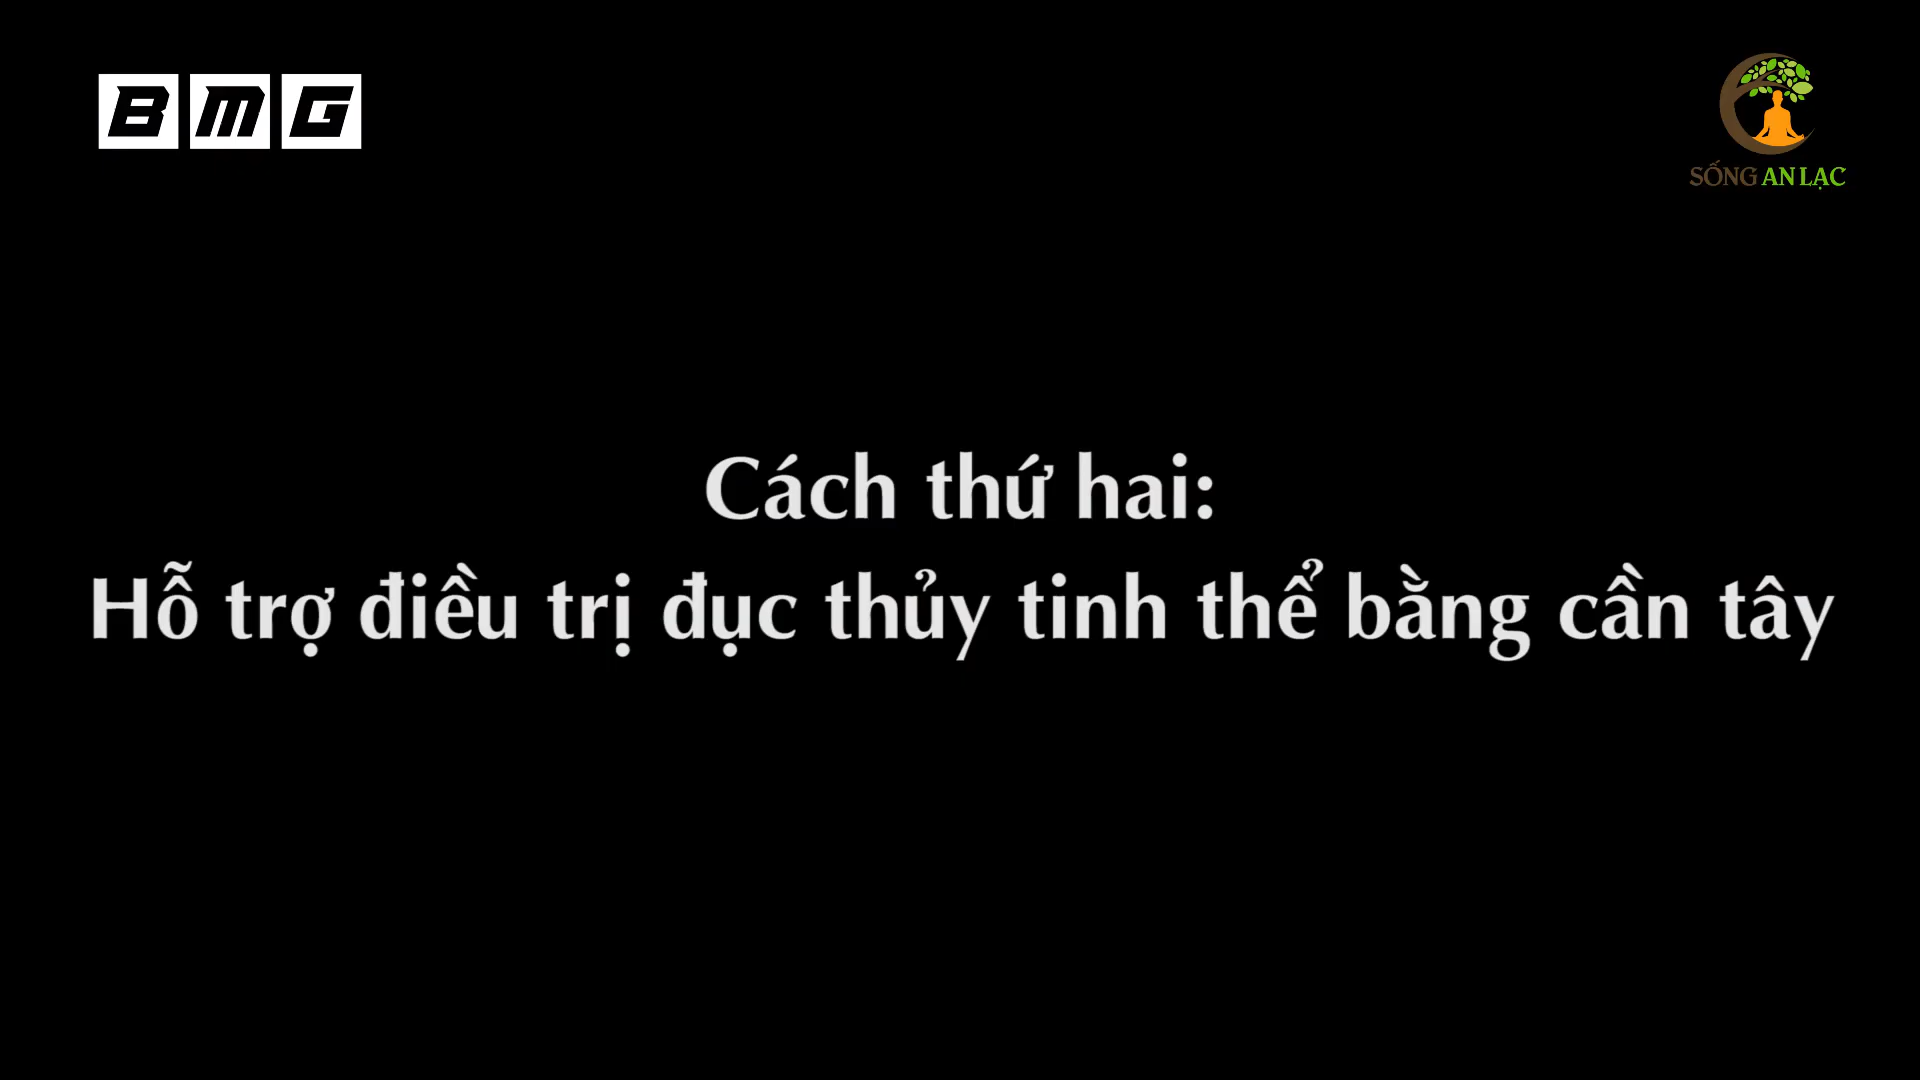 BMG
SỐNG AN LẠC
Cách thứ hai:
Hỗ trợ điều trị đục thủy tinh thể bằng cần tây